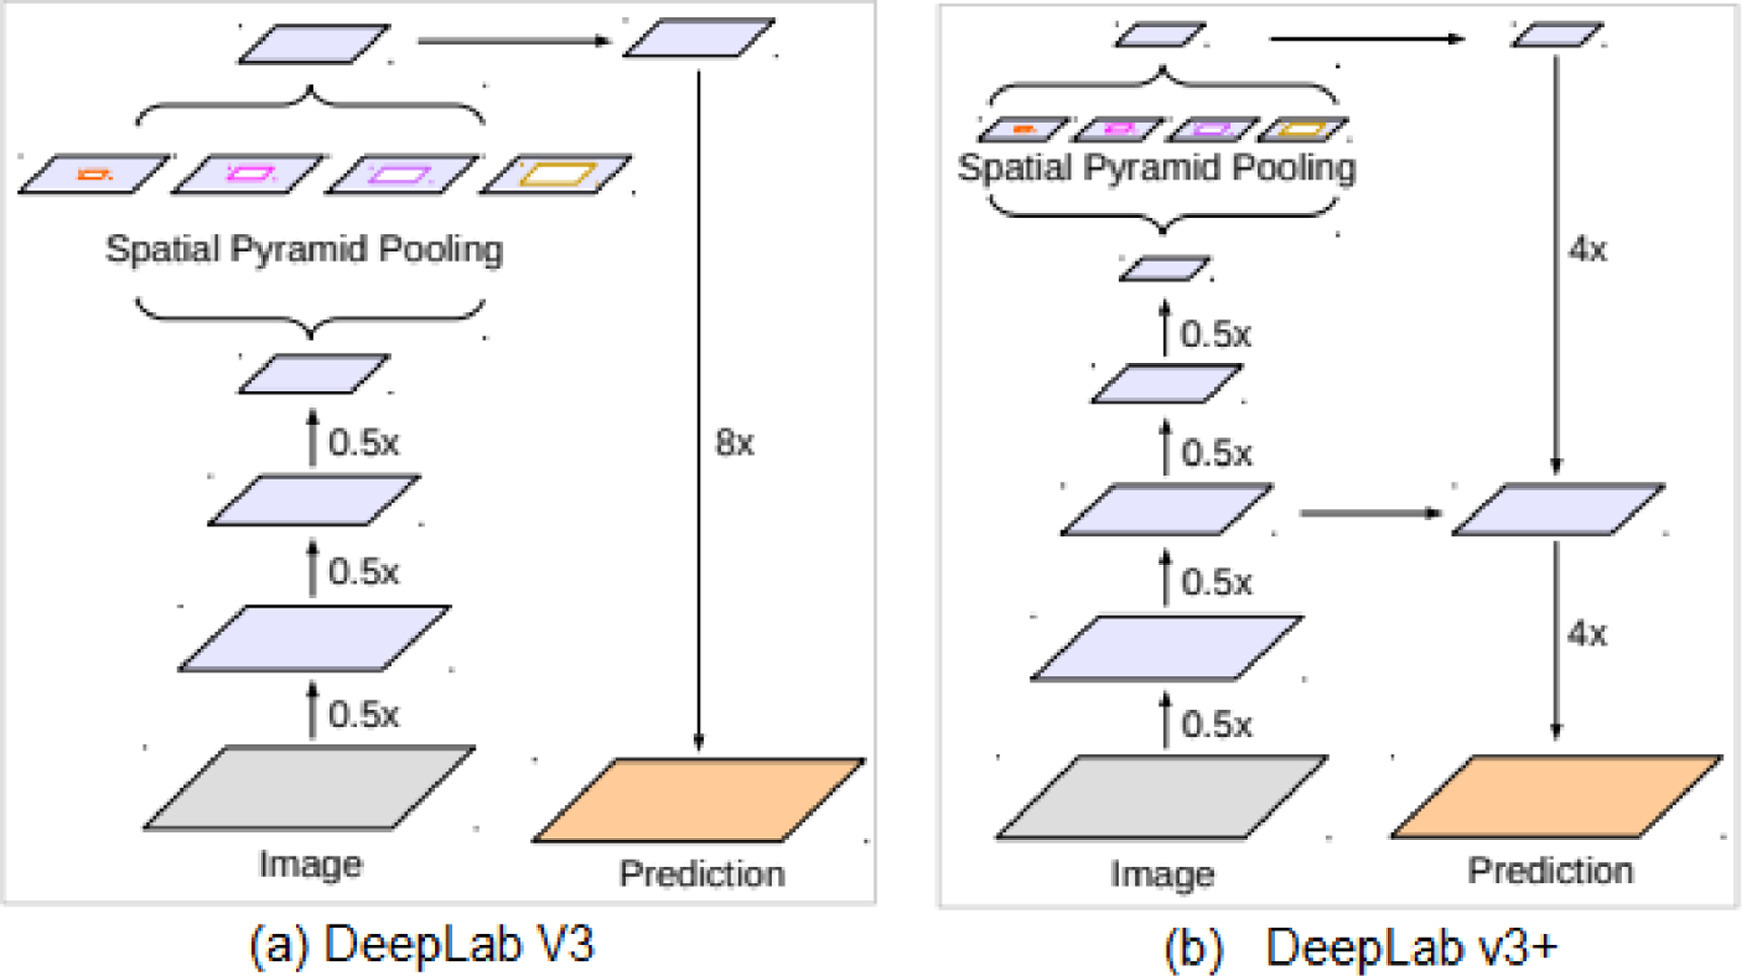 Spatial Pyramid Pooling
0.5x
8x
0.5x
0.5x
Image
Prediction
(a) DeepLab V3
Spatial Pyramid Pooling
4x
0.5x
0.5x
0.5x
4x
0.5x
Image
Prediction
(b) DeepLab v3+